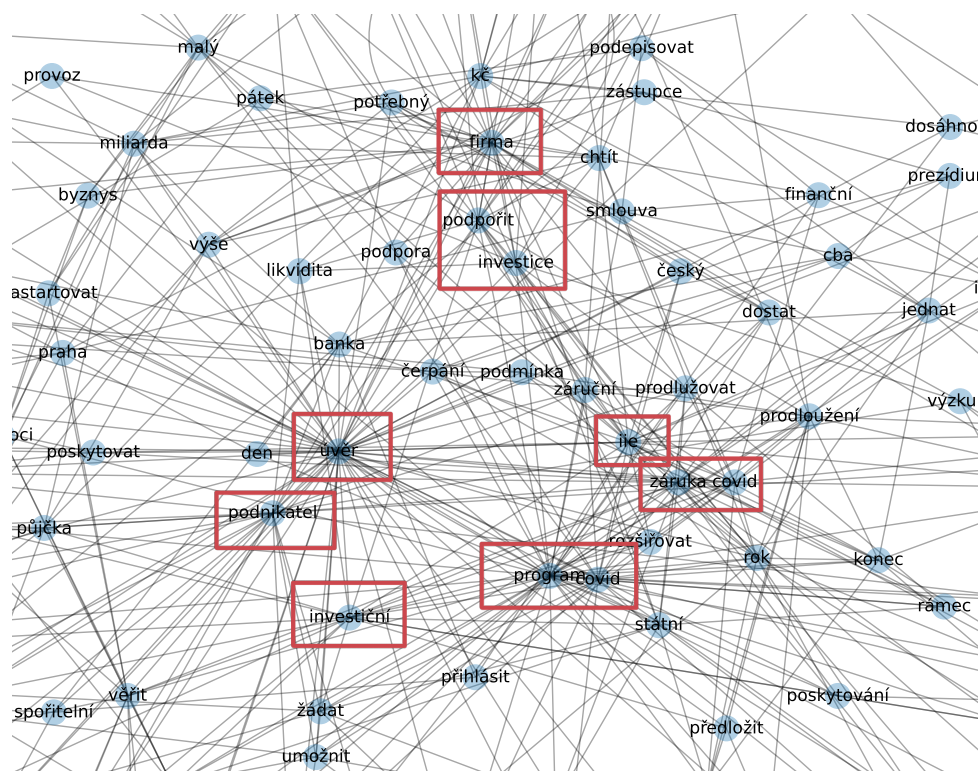 malý
podepisovat
provoz
kč
pátek
potřebný
zástupce
dosáhno
miliarda
firma
chtít
prezídiu
byznys
finanční
podpořit
smlouva
výše
podpora
investice
cba
likvidita
český
astartovat
dostat
jednat
praha
banka
čerpání
podmínka
záruční
prodlužovat
výzku
prodloužení
oci
poskytovat
den
úvěr
iie
záruka covid
podnikatel
půjčka
rozšiřovat
rok
konec
program
covid
rámec
investiční
státní
přihlásit
věřit
poskytování
spořitelní
žádat
předložit
umožnit